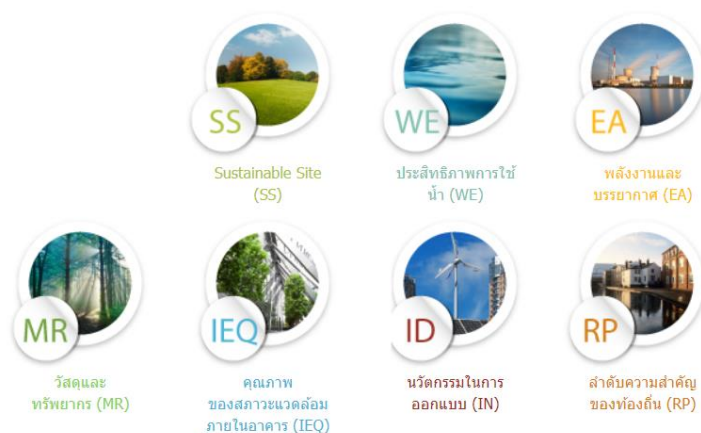 SS
WE
EA
Sustainable Site
(SS)
ประสิทธิภาพการใช้
น้ำ (WE)
พลังงานและ
บรรยากาศ (EA)
MR
IEQ
ID
RP
วัสดุและ
ทรัพยากร (MR)
คุณภาพ
ของสภาวะแวดล้อม
ภายในอาคาร (IEQ)
นวัตกรรมในการ
ออกแบบ (IN)
ลำดับความสำคัญ
ของท้องถิ่น (RP)